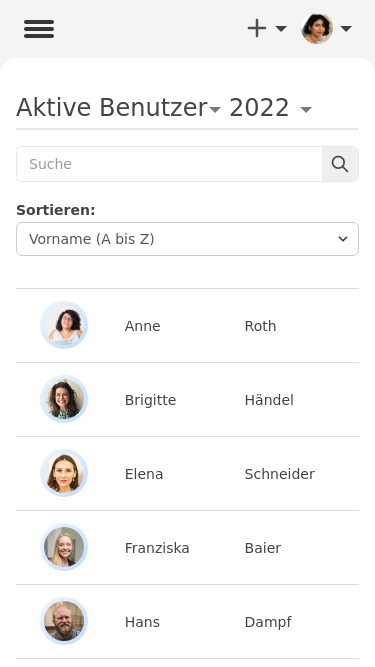 Aktive Benutzer 2022
Suche
Sortieren:
Vorname (A bis Z)
Anne Roth
Brigitte Händel
Elena Schneider
Franziska Baier
Hans Dampf